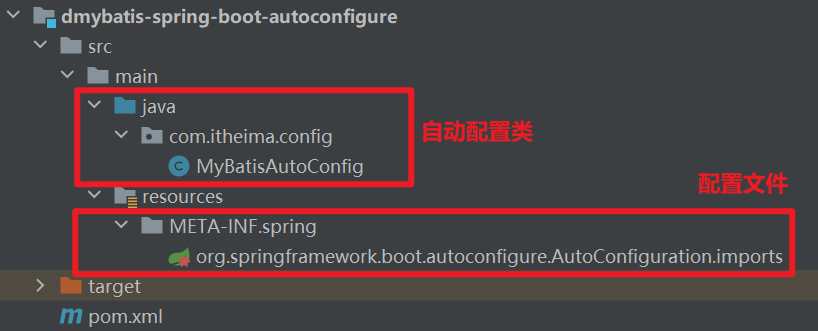 dmybatis-spring-boot-autoconfigure
src
main
java
自动配置类
com.itheima.config
MyBatisAutoConfig
配置文件
resources
META-INF.spring
org.springframework.boot.autoconfigure.AutoConfiguration.imports
target
pom.xml